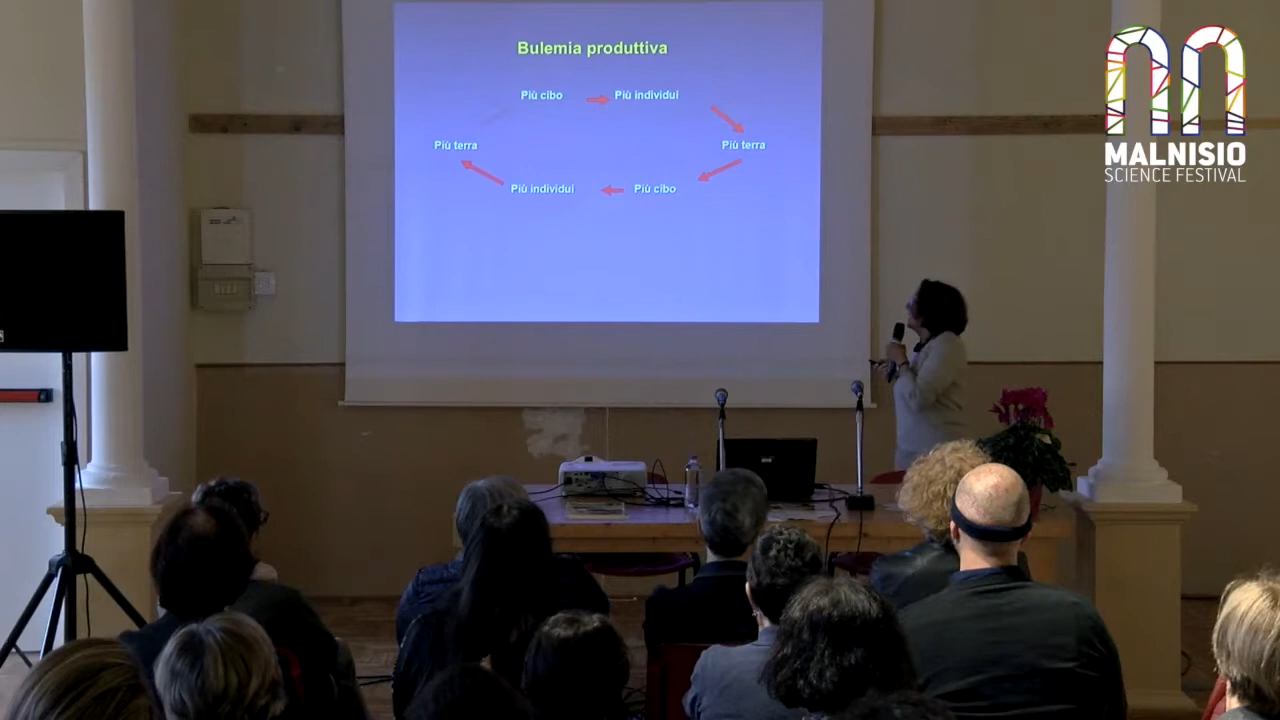 Bulemia produttiva
Più cibo
Più individui
Più terra
Più terra
Più individui
Più cibo
MALNISIO
SCIENCE FESTIVAL